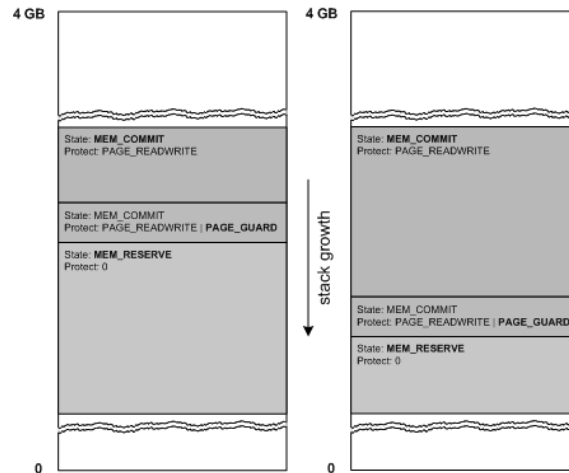 4 GB
State: MEM_COMMIT
Protect: PAGE_READWRITE
State: MEM_COMMIT
Protect: PAGE_READWRITE | PAGE_GUARD
State: MEM_RESERVE
Protect: 0
0
stack growth
4 GB
State: MEM_COMMIT
Protect: PAGE_READWRITE
State: MEM_COMMIT
Protect: PAGE_READWRITE | PAGE_GUARD
State: MEM_RESERVE
Protect: 0
0